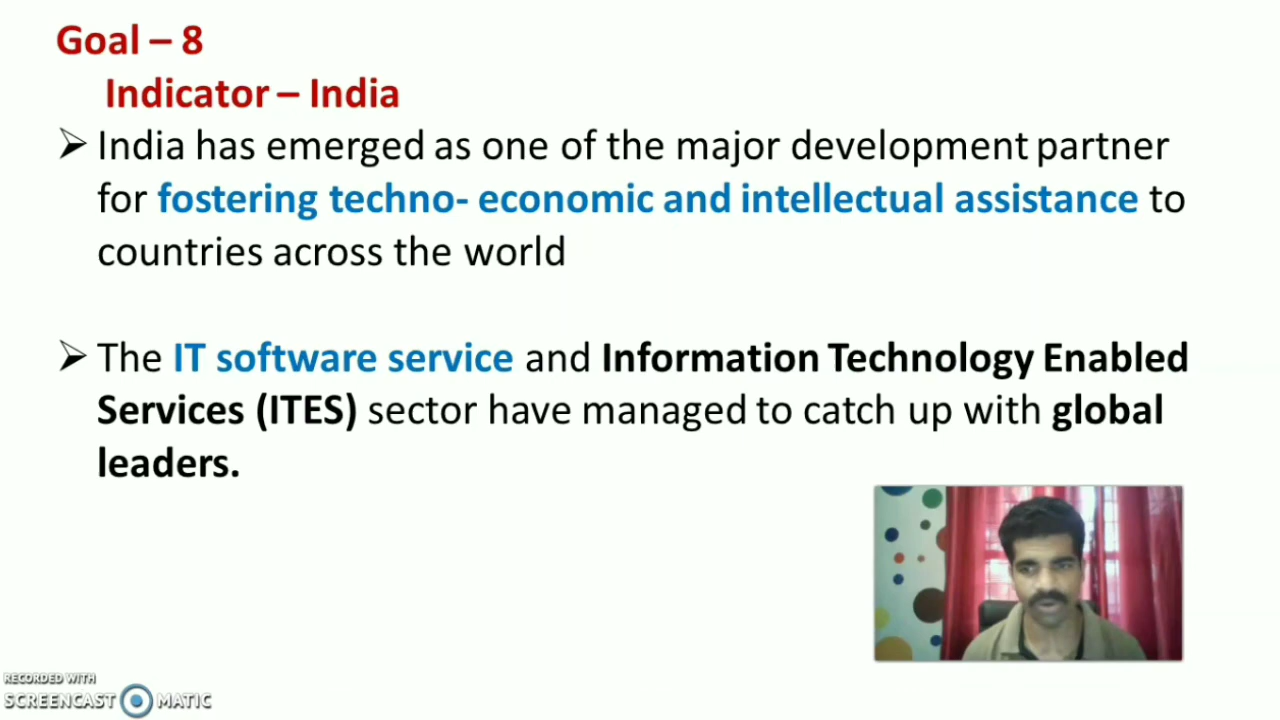 Goal – 8
Indicator – India
➢ India has emerged as one of the major development partner
for fostering techno- economic and intellectual assistance to
countries across the world
➢ The IT software service and Information Technology Enabled
Services (ITES) sector have managed to catch up with global
leaders.
RECORDED WITH
SCREENCAST MATIC